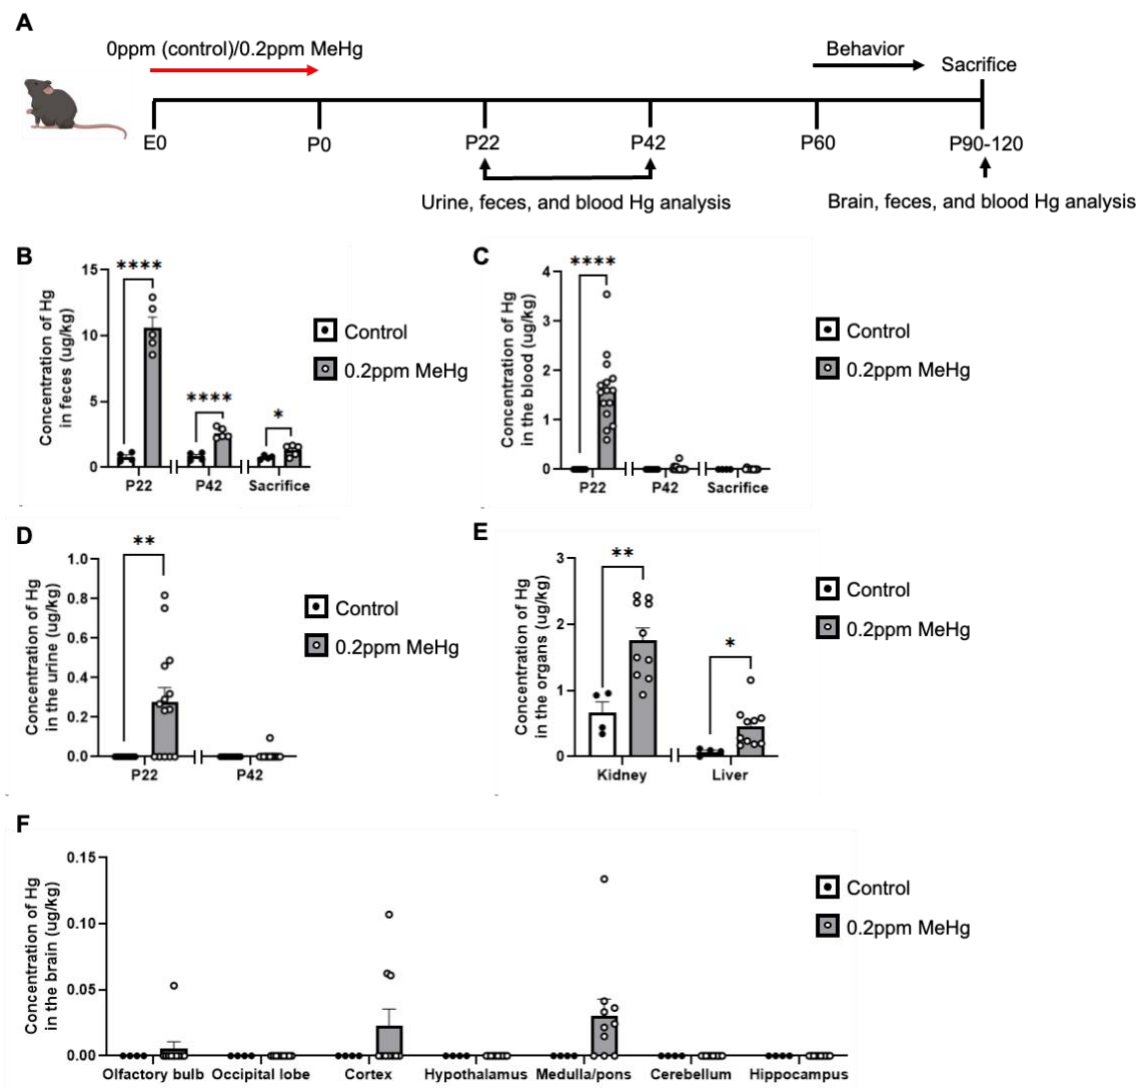 A
0ppm (control)/0.2ppm MeHg
Behavior
Sacrifice
E0
P0
P22
P42
P60
P90-120
Urine, feces, and blood Hg analysis
Brain, feces, and blood Hg analysis
B
Concentration of Hg
in feces (ug/kg)
15
10
5
0
****
****
*
P22
P42
Sacrifice
Control
0.2ppm MeHg
C
Concentration of Hg
in the blood (ug/kg)
4
3
2
1
0
****
P22
P42
Sacrifice
Control
0.2ppm MeHg
D
Concentration of Hg
in the urine (ug/kg)
1.0
0.8
0.6
0.4
0.2
0.0
**
P22
P42
Control
0.2ppm MeHg
E
Concentration of Hg
in the organs (ug/kg)
3
2
1
0
**
*
Kidney
Liver
Control
0.2ppm MeHg
F
Concentration of Hg
in the brain (ug/kg)
0.15
0.10
0.05
0.00
Olfactory bulb
Occipital lobe
Cortex
Hypothalamus
Medulla/pons
Cerebellum
Hippocampus
Control
0.2ppm MeHg